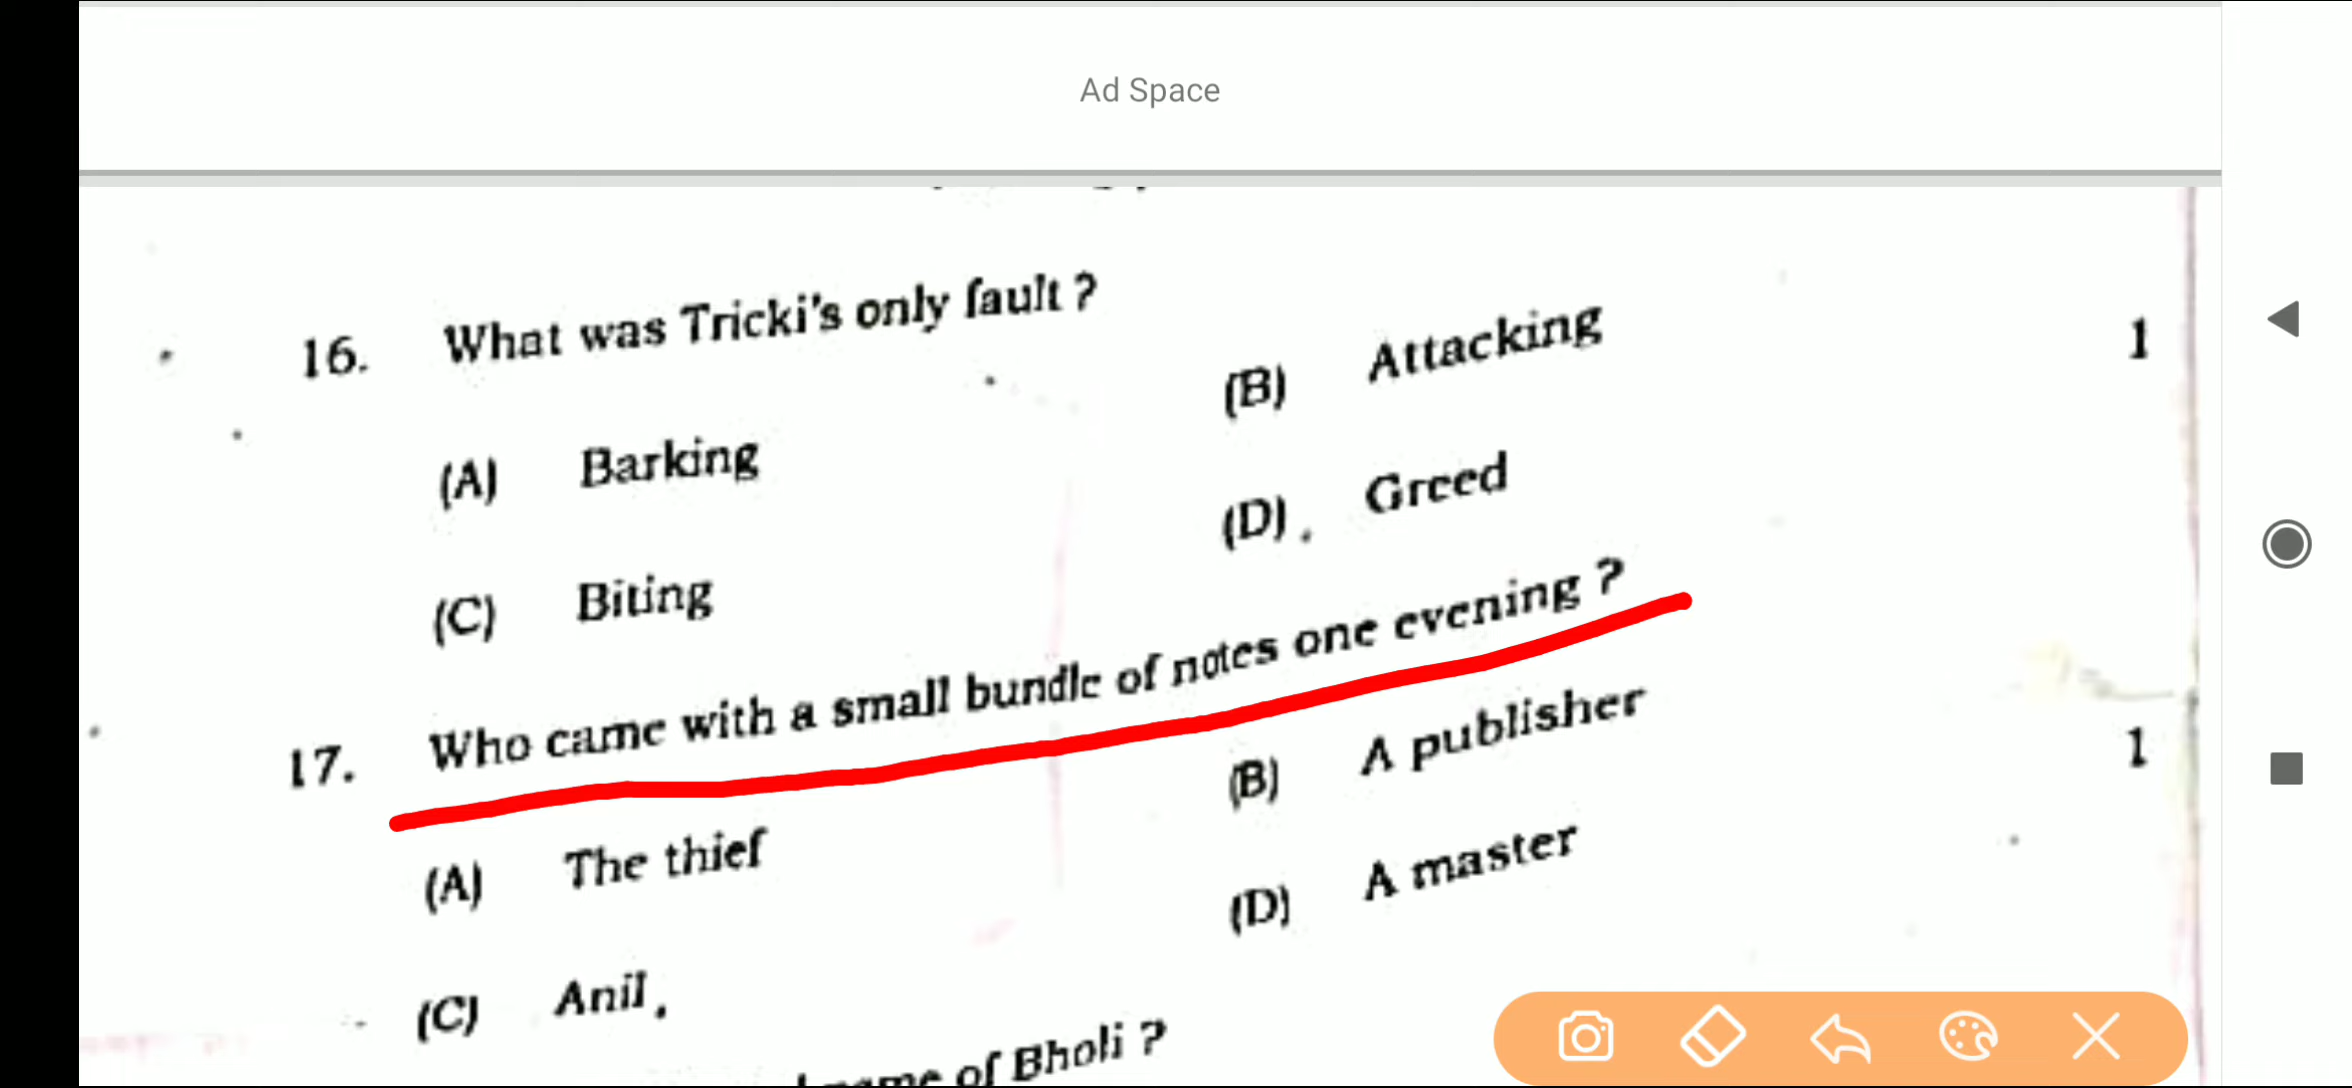 Ad Space
16. What was Tricki's only fault ? 1
(A) Barking (B) Attacking
(C) Biting (D) Greed
17. Who came with a small bundle of notes one evening ? 1
(A) The thief (B) A publisher
(C) Anil (D) A master
of Bholi ?